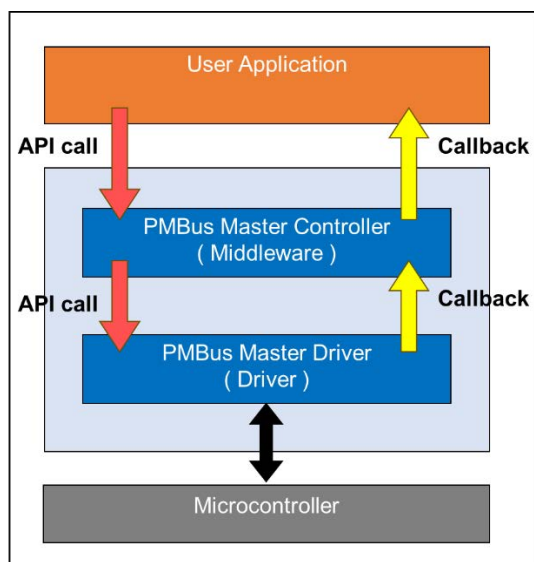 User Application
API call
Callback
PMBus Master Controller
( Middleware )
API call
Callback
PMBus Master Driver
( Driver )
Microcontroller